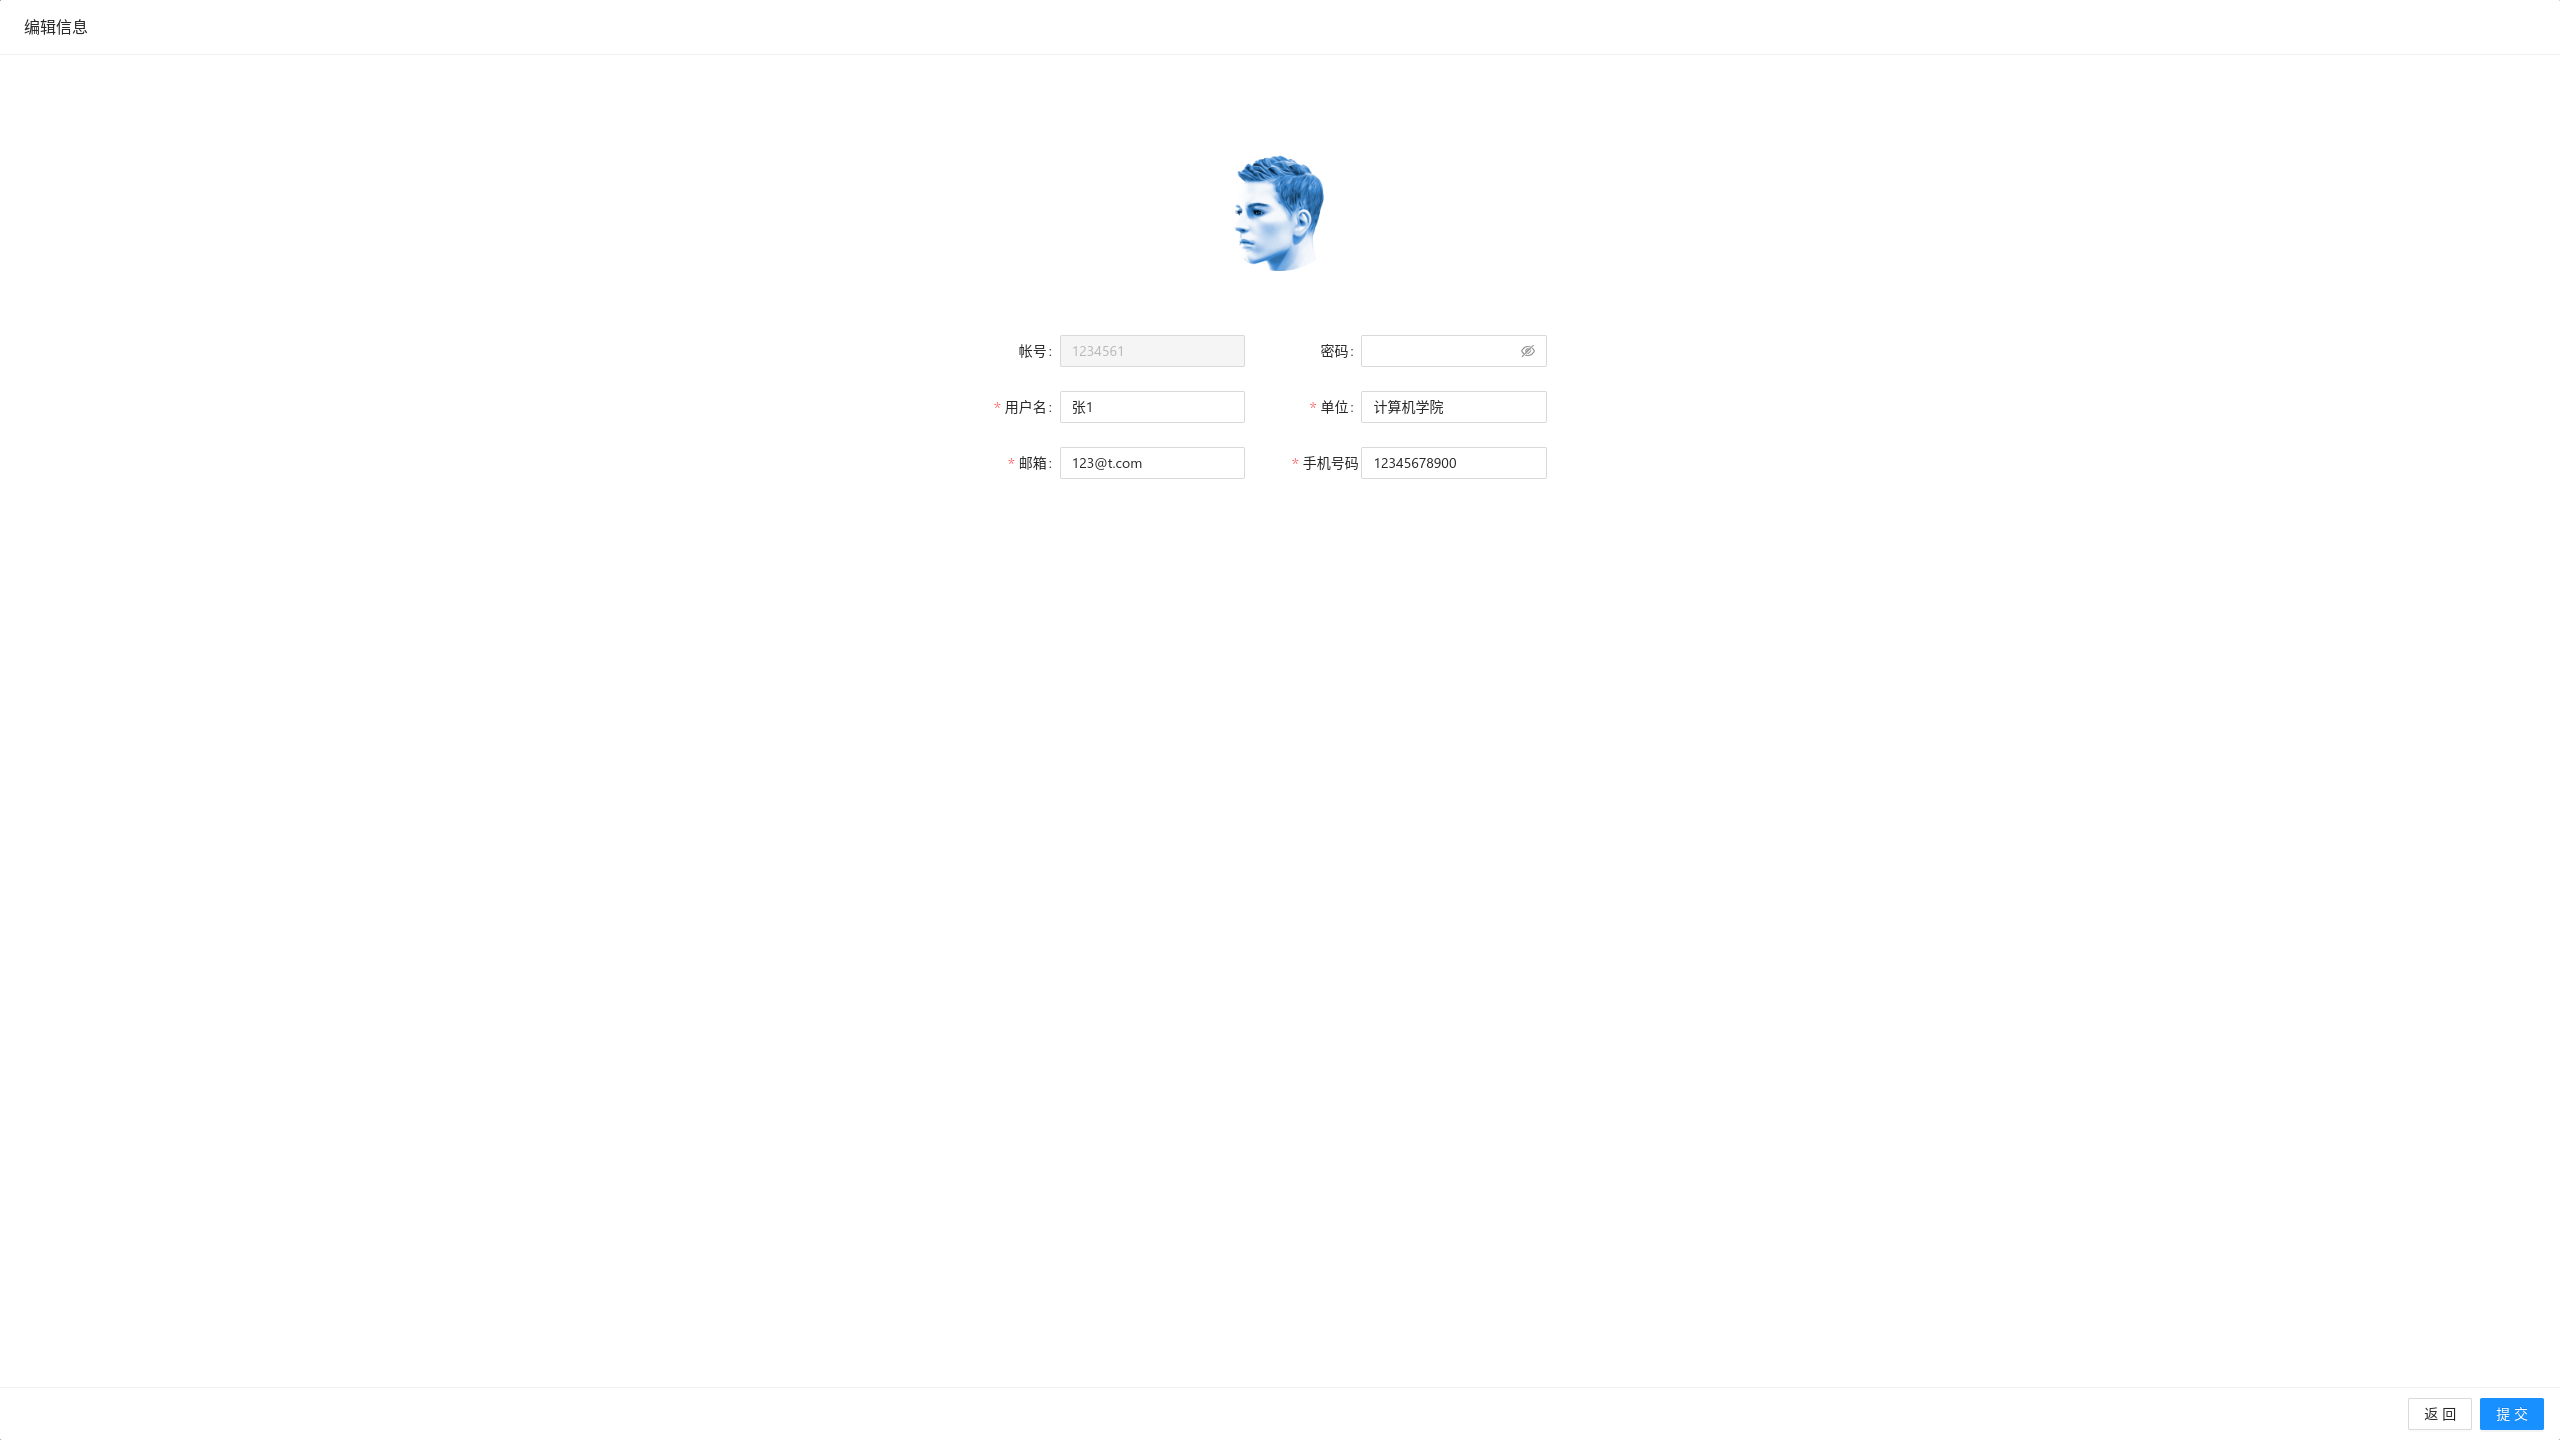 编辑信息
帐号: 1234561 密码:
* 用户名: 张1 * 单位: 计算机学院
* 邮箱: 123@t.com * 手机号码 12345678900
返 回 提 交